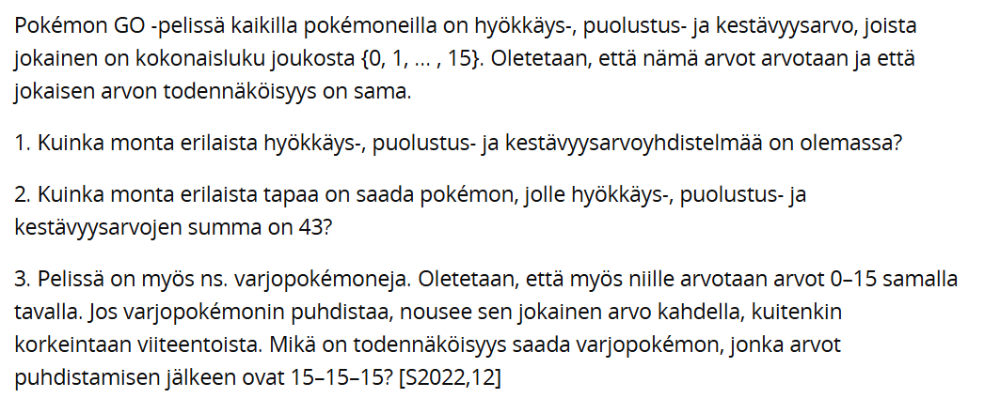 Pokémon GO -pelissä kaikilla pokémoneilla on hyökkäys-, puolustus- ja kestävyysarvo, joista
jokainen on kokonaisluku joukosta {0, 1, ... , 15}. Oletetaan, että nämä arvot arvotaan ja että
jokaisen arvon todennäköisyys on sama.
1. Kuinka monta erilaista hyökkäys-, puolustus- ja kestävyysarvoyhdistelmää on olemassa?
2. Kuinka monta erilaista tapaa on saada pokémon, jolle hyökkäys-, puolustus- ja
kestävyysarvojen summa on 43?
3. Pelissä on myös ns. varjopokémoneja. Oletetaan, että myös niille arvotaan arvot 0–15 samalla
tavalla. Jos varjopokémonin puhdistaa, nousee sen jokainen arvo kahdella, kuitenkin
korkeintaan viiteentoista. Mikä on todennäköisyys saada varjopokémon, jonka arvot
puhdistamisen jälkeen ovat 15–15–15? [S2022,12]